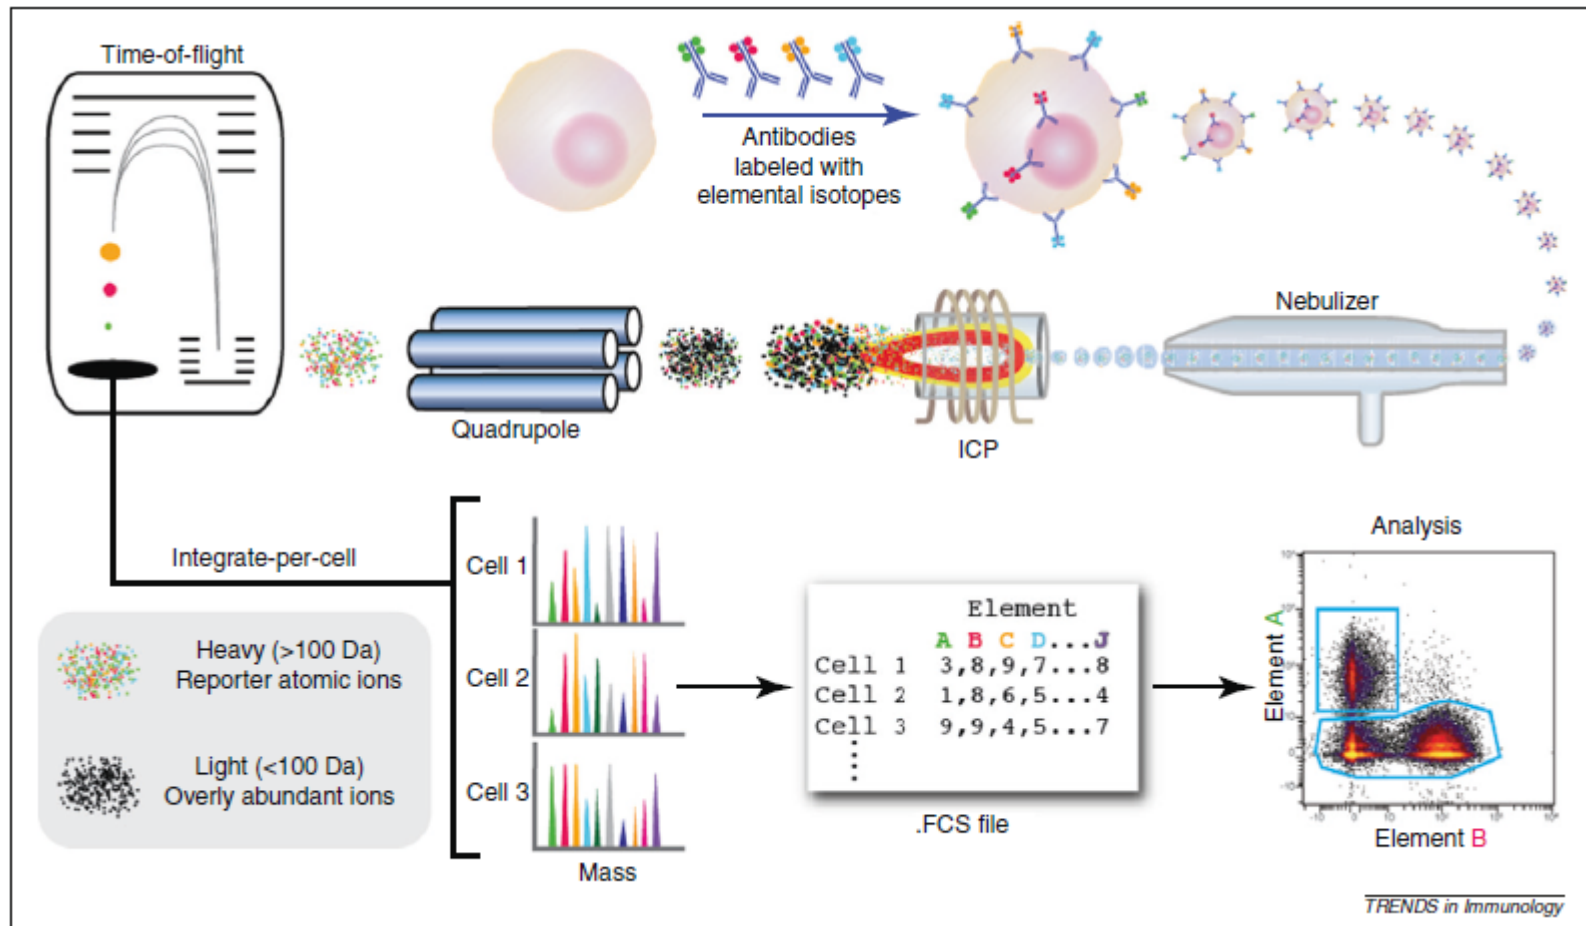 Time-of-flight
Antibodies
labeled with
elemental isotopes
Nebulizer
Quadrupole
ICP
Integrate-per-cell
Heavy (>100 Da)
Reporter atomic ions
Light (<100 Da)
Overly abundant ions
Cell 1
Cell 2
Cell 3
Mass
Element
A B C D...J
Cell 1 3,8,9,7...8
Cell 2 1,8,6,5...4
Cell 3 9,9,4,5...7
.FCS file
Analysis
Element A
Element B
TRENDS in Immunology